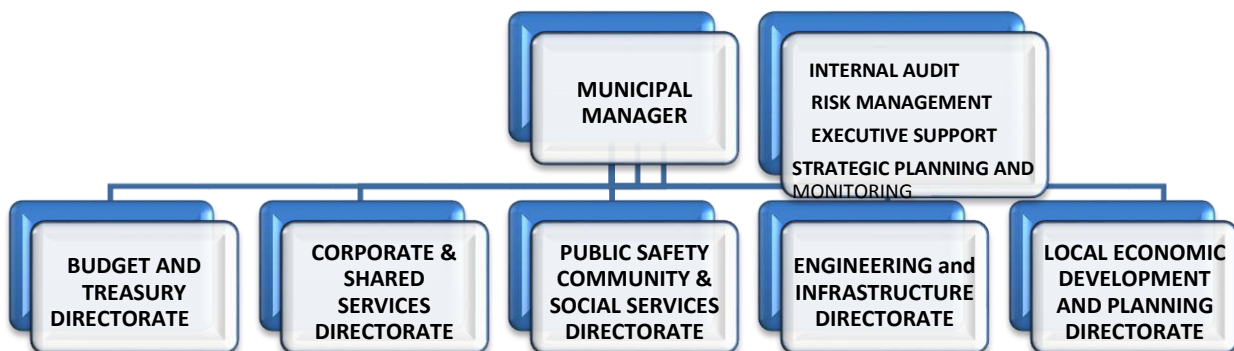 MUNICIPAL
MANAGER
INTERNAL AUDIT
RISK MANAGEMENT
EXECUTIVE SUPPORT
STRATEGIC PLANNING AND
MONITORING
BUDGET AND
TREASURY
DIRECTORATE
CORPORATE &
SHARED
SERVICES
DIRECTORATE
PUBLIC SAFETY
COMMUNITY &
SOCIAL SERVICES
DIRECTORATE
ENGINEERING and
INFRASTRUCTURE
DIRECTORATE
LOCAL ECONOMIC
DEVELOPMENT
AND PLANNING
DIRECTORATE